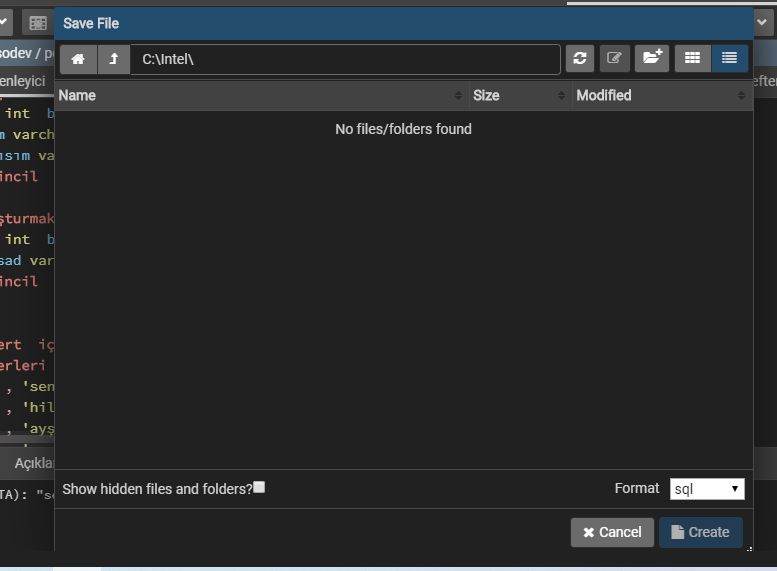 Save File
sodev / p
C:\Intel\
enleyici
Name Size Modified
No files/folders found
int b
varch
ısım va
incil
şturmak
int b
sad var
incil
ert iç
erleri
, 'sen
, 'hil
, 'ayş
Açıkla
TA): "s
Show hidden files and folders?
Format sql
Cancel Create